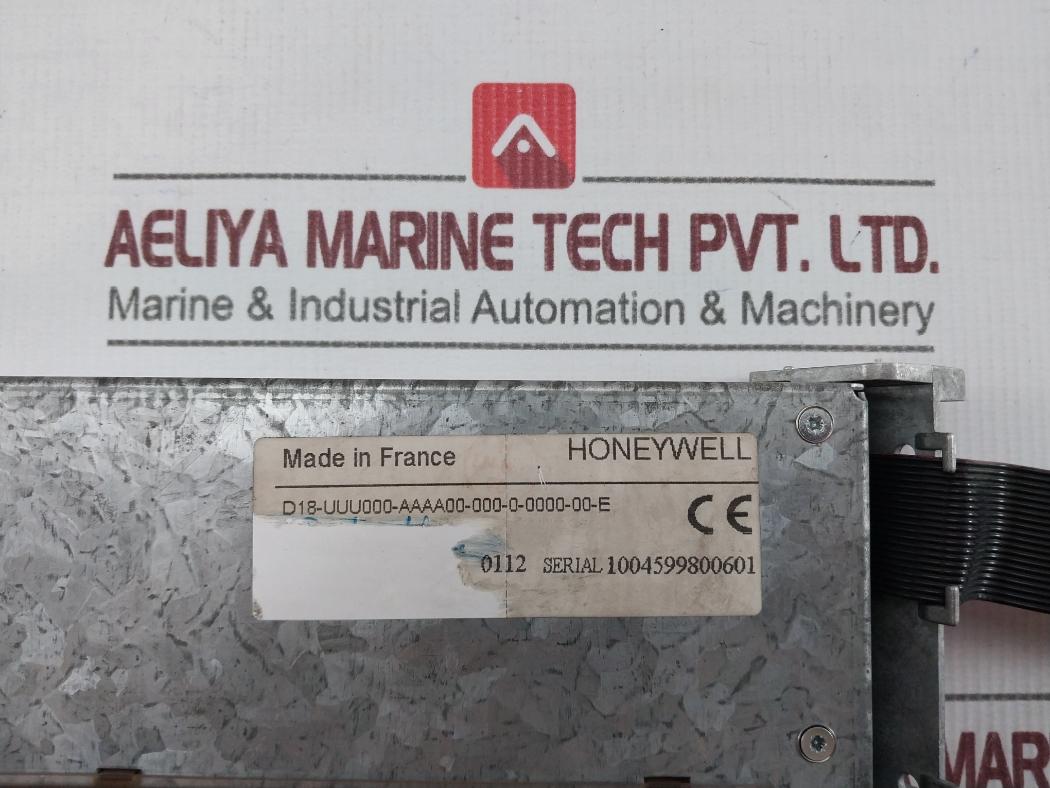 AELIYA MARINE TECH PVT. LTD.
Marine & Industrial Automation & Machinery
Made in France
HONEYWELL
D18-UUU000-AAAA00-000-0-0000-00-E
CE
0112 SERIAL 1004599800601
MAR